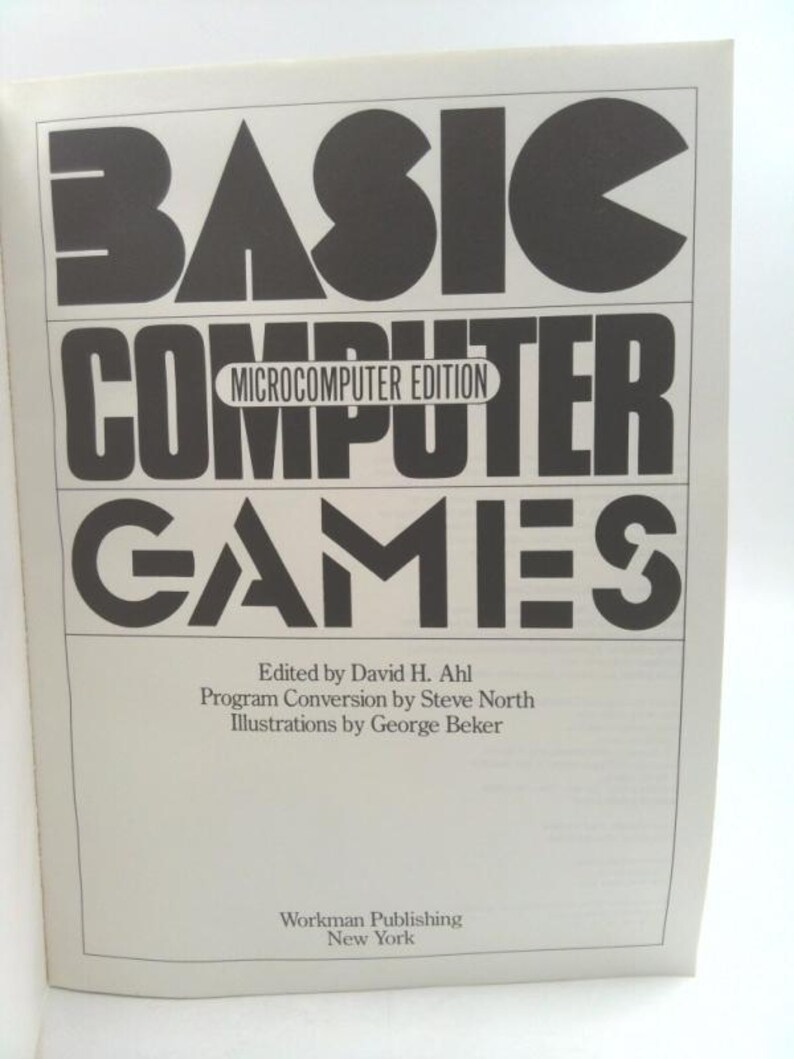 BASIC
COMPUTER
MICROCOMPUTER EDITION
GAMES
Edited by David H. Ahl
Program Conversion by Steve North
Illustrations by George Beker
Workman Publishing
New York